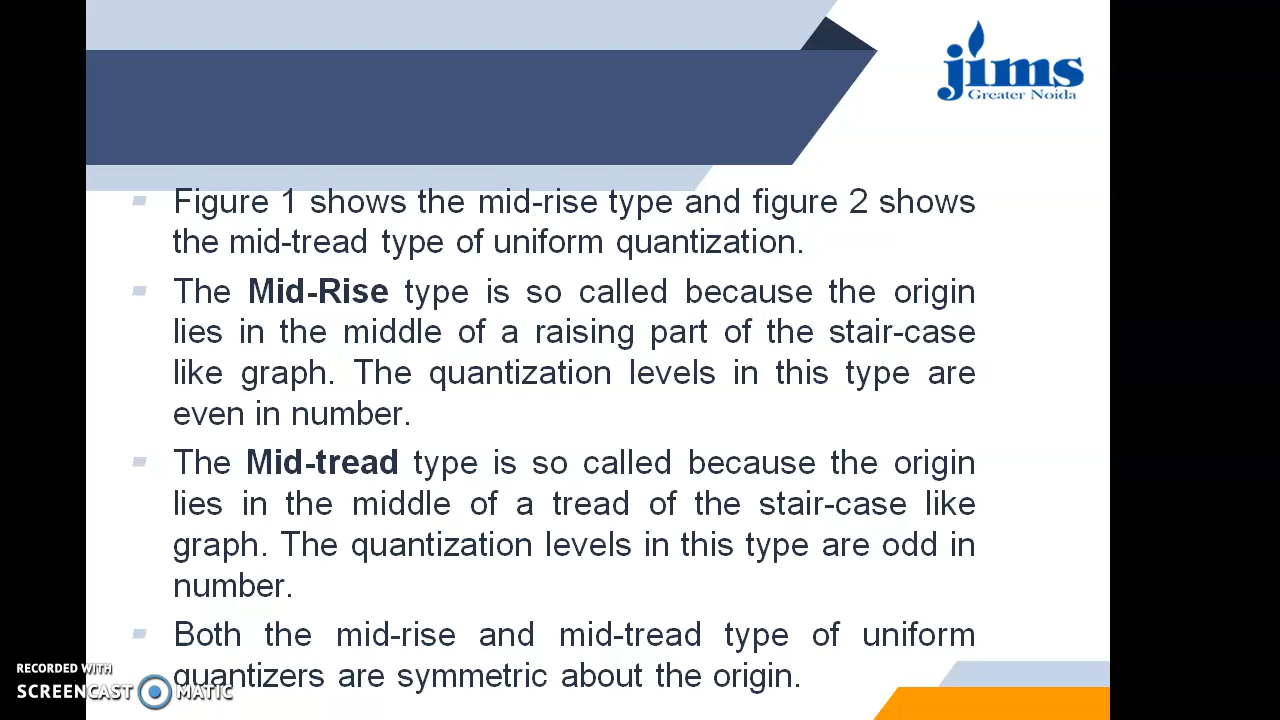 jims
Greater Noida
Figure 1 shows the mid-rise type and figure 2 shows
the mid-tread type of uniform quantization.
The Mid-Rise type is so called because the origin
lies in the middle of a raising part of the stair-case
like graph. The quantization levels in this type are
even in number.
The Mid-tread type is so called because the origin
lies in the middle of a tread of the stair-case like
graph. The quantization levels in this type are odd in
number.
Both the mid-rise and mid-tread type of uniform
quantizers are symmetric about the origin.
RECORDED WITH
SCREENCAST MATIC